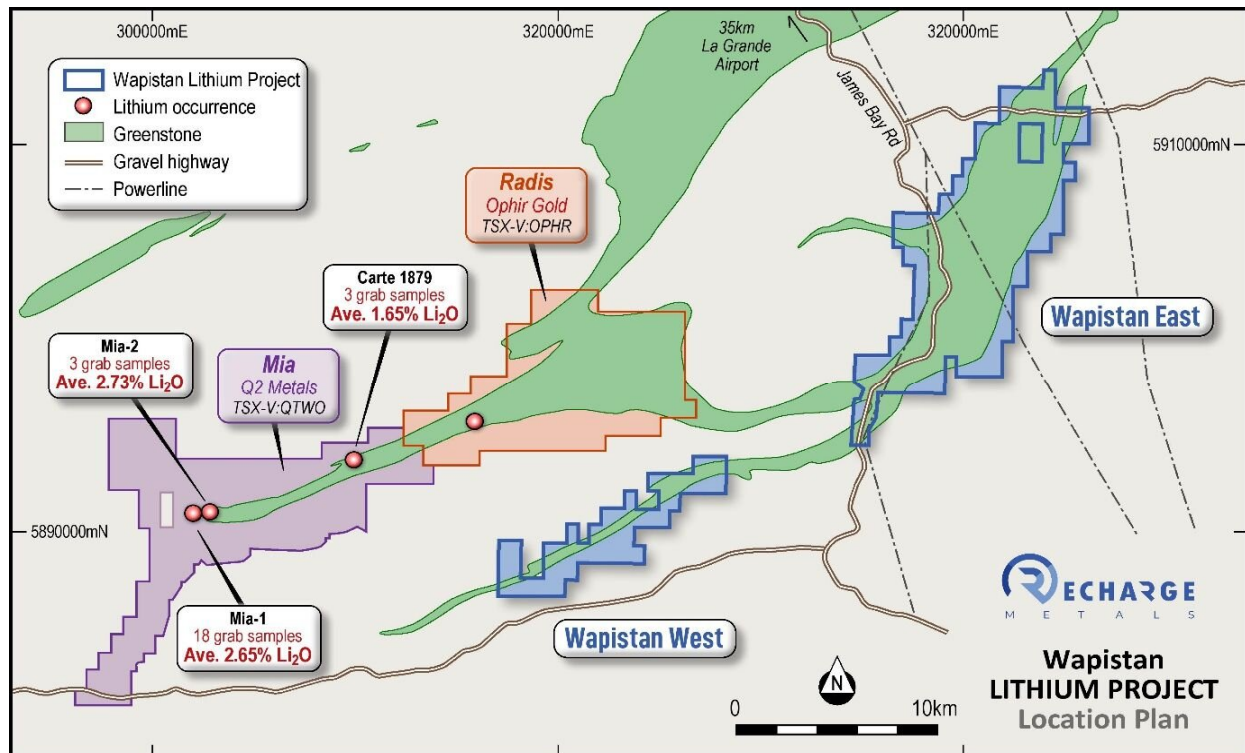 300000mE
320000mE
320000mE
35km
La Grande
Airport
Wapistan Lithium Project
Lithium occurrence
Greenstone
Gravel highway
Powerline
James Bay Rd
5910000mN
Radis
Ophir Gold
TSX-V:OPHR
Carte 1879
3 grab samples
Ave. 1.65% Li₂O
Wapistan East
Mia-2
3 grab samples
Ave. 2.73% Li₂O
Mia
Q2 Metals
TSX-V:QTWO
5890000mN
Mia-1
18 grab samples
Ave. 2.65% Li₂O
Wapistan West
N
0 10km
RECHARGE
METALS
Wapistan
LITHIUM PROJECT
Location Plan